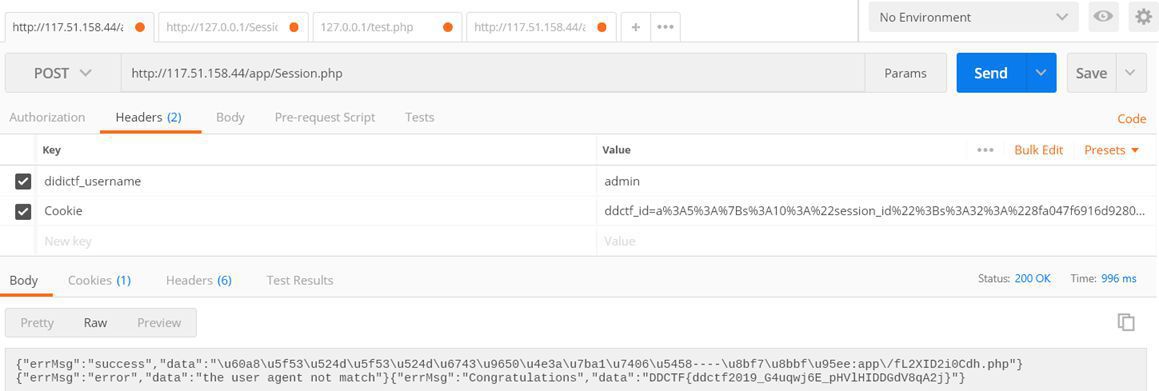 http://117.51.158.44/a
http://127.0.0.1/Sessic
127.0.0.1/test.php
http://117.51.158.44/a
+
•••
No Environment
POST
http://117.51.158.44/app/Session.php
Params
Send
Save
Authorization
Headers (2)
Body
Pre-request Script
Tests
Code
Key
Value
•••
Bulk Edit
Presets
didictf_username
admin
Cookie
ddctf_id=a%3A5%3A%7Bs%3A10%3A%22session_id%22%3Bs%3A32%3A%228fa047f6916d9280...
New key
Value
Body
Cookies (1)
Headers (6)
Test Results
Status: 200 OK
Time: 996 ms
Pretty
Raw
Preview
{"errMsg":"success","data":"\u60a8\u5f53\u524d\u5f53\u524d\u6743\u9650\u4e3a\u7ba1\u7406\u5458----\u8bf7\u8bbf\u95ee:app\/fL2XID2i0Cdh.php"}
{"errMsg":"error","data":"the user agent not match"}{"errMsg":"Congratulations","data":"DDCTF{ddctf2019_G4uqwj6E_pHVlHIDDGdV8qA2j}"}